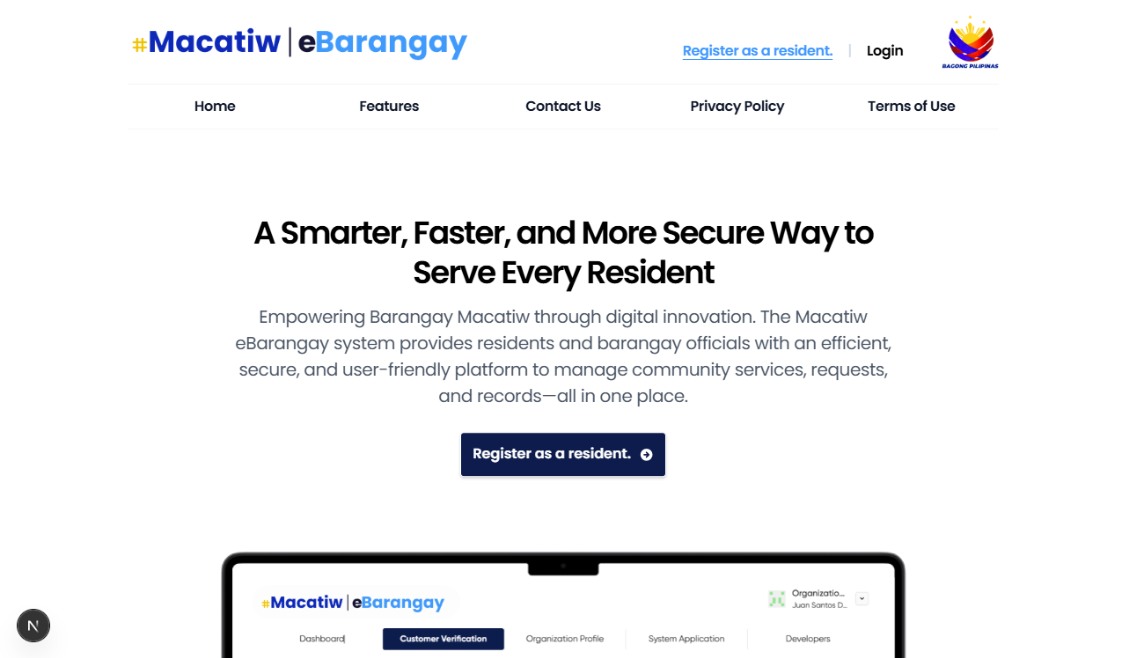 #Macatiw | eBarangay
Register as a resident. | Login
BAGONG PILIPINAS
Home Features Contact Us Privacy Policy Terms of Use
A Smarter, Faster, and More Secure Way to
Serve Every Resident
Empowering Barangay Macatiw through digital innovation. The Macatiw
eBarangay system provides residents and barangay officials with an efficient,
secure, and user-friendly platform to manage community services, requests,
and records—all in one place.
Register as a resident.
#Macatiw | eBarangay
Organizatio...
Juan Santos D...
Dashboard Customer Verification Organization Profile System Application Developers
N